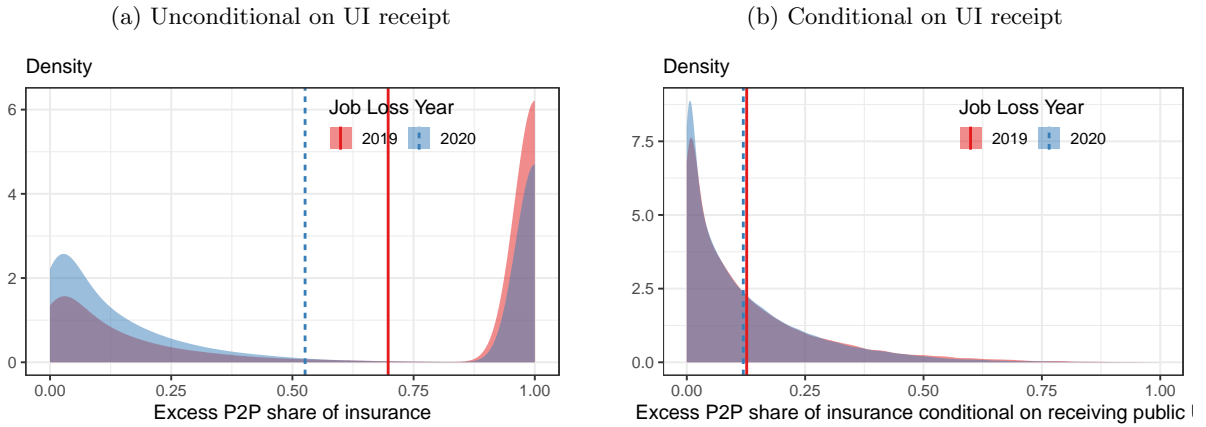 (a) Unconditional on UI receipt
Density
Job Loss Year
2019 2020
6
4
2
0
0.00 0.25 0.50 0.75 1.00
Excess P2P share of insurance
(b) Conditional on UI receipt
Density
Job Loss Year
2019 2020
7.5
5.0
2.5
0.0
0.00 0.25 0.50 0.75 1.00
Excess P2P share of insurance conditional on receiving public